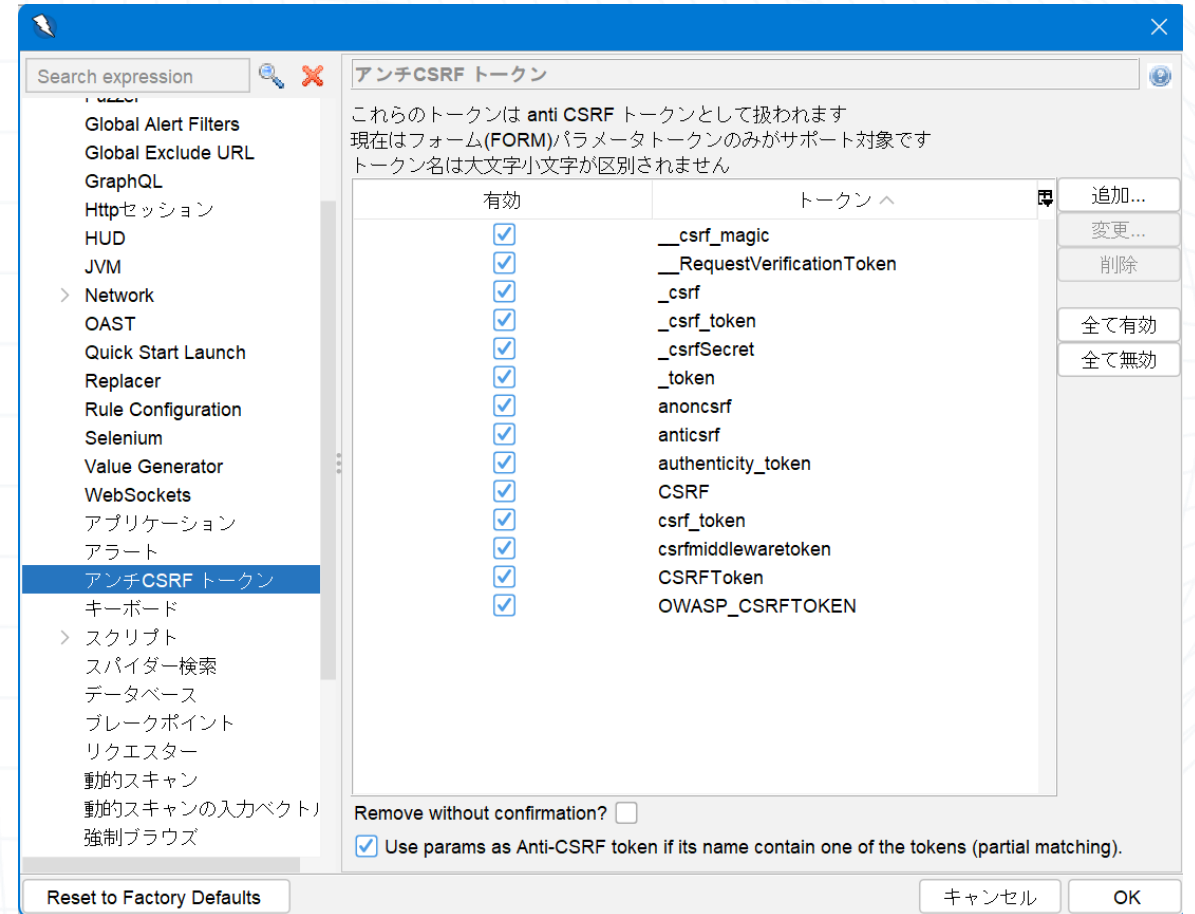 Search expression
Fuzzer
Global Alert Filters
Global Exclude URL
GraphQL
Httpセッション
HUD
JVM
Network
OAST
Quick Start Launch
Replacer
Rule Configuration
Selenium
Value Generator
WebSockets
アプリケーション
アラート
アンチCSRF トークン
キーボード
スクリプト
スパイダー検索
データベース
ブレークポイント
リクエスター
動的スキャン
動的スキャンの入力ベクトル
強制ブラウズ
アンチCSRF トークン
これらのトークンは anti CSRF トークンとして扱われます
現在はフォーム(FORM)パラメータトークンのみがサポート対象です
トークン名は大文字小文字が区別されません
有効 トークン
__csrf_magic
__RequestVerificationToken
_csrf
_csrf_token
_csrfSecret
_token
anoncsrf
anticsrf
authenticity_token
CSRF
csrf_token
csrfmiddlewaretoken
CSRFToken
OWASP_CSRFTOKEN
追加...
変更...
削除
全て有効
全て無効
Remove without confirmation?
Use params as Anti-CSRF token if its name contain one of the tokens (partial matching).
Reset to Factory Defaults
キャンセル
OK